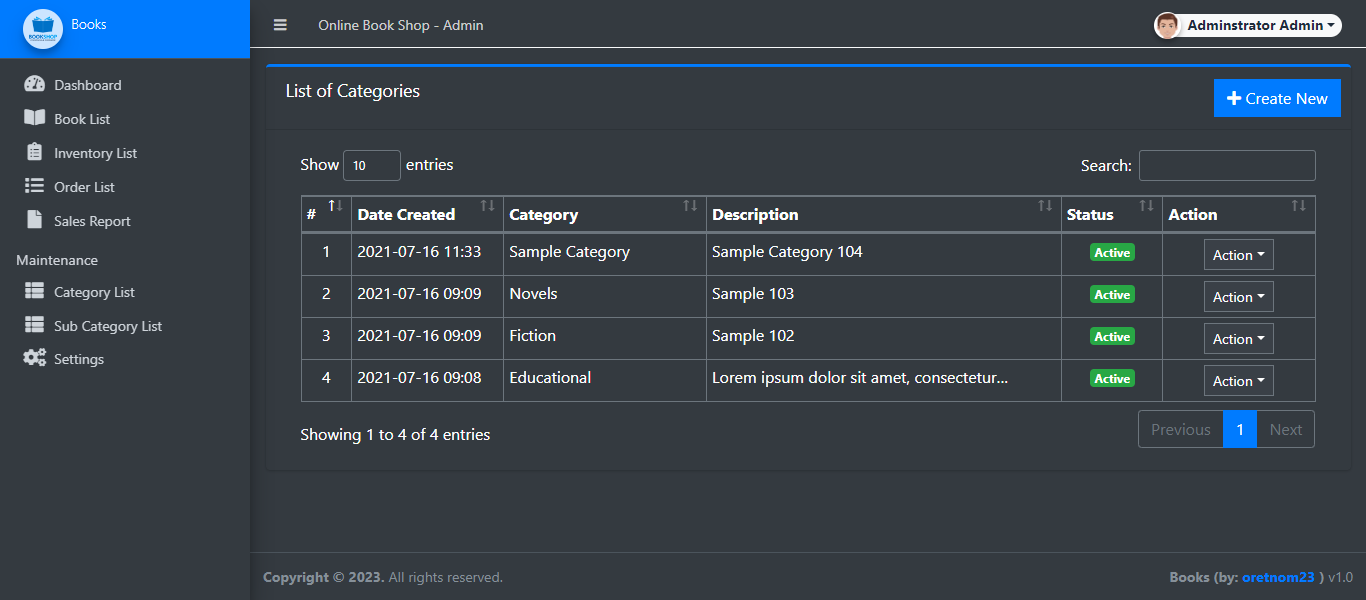 BOOKSHOP
Books
Online Book Shop - Admin
Adminstrator Admin
Dashboard
Book List
Inventory List
Order List
Sales Report
Maintenance
Category List
Sub Category List
Settings
List of Categories
Create New
Show 10 entries
Search:
# Date Created Category Description Status Action
1 2021-07-16 11:33 Sample Category Sample Category 104 Active Action
2 2021-07-16 09:09 Novels Sample 103 Active Action
3 2021-07-16 09:09 Fiction Sample 102 Active Action
4 2021-07-16 09:08 Educational Lorem ipsum dolor sit amet, consectetur... Active Action
Showing 1 to 4 of 4 entries
Previous 1 Next
Copyright © 2023. All rights reserved.
Books (by: oretnom23 ) v1.0